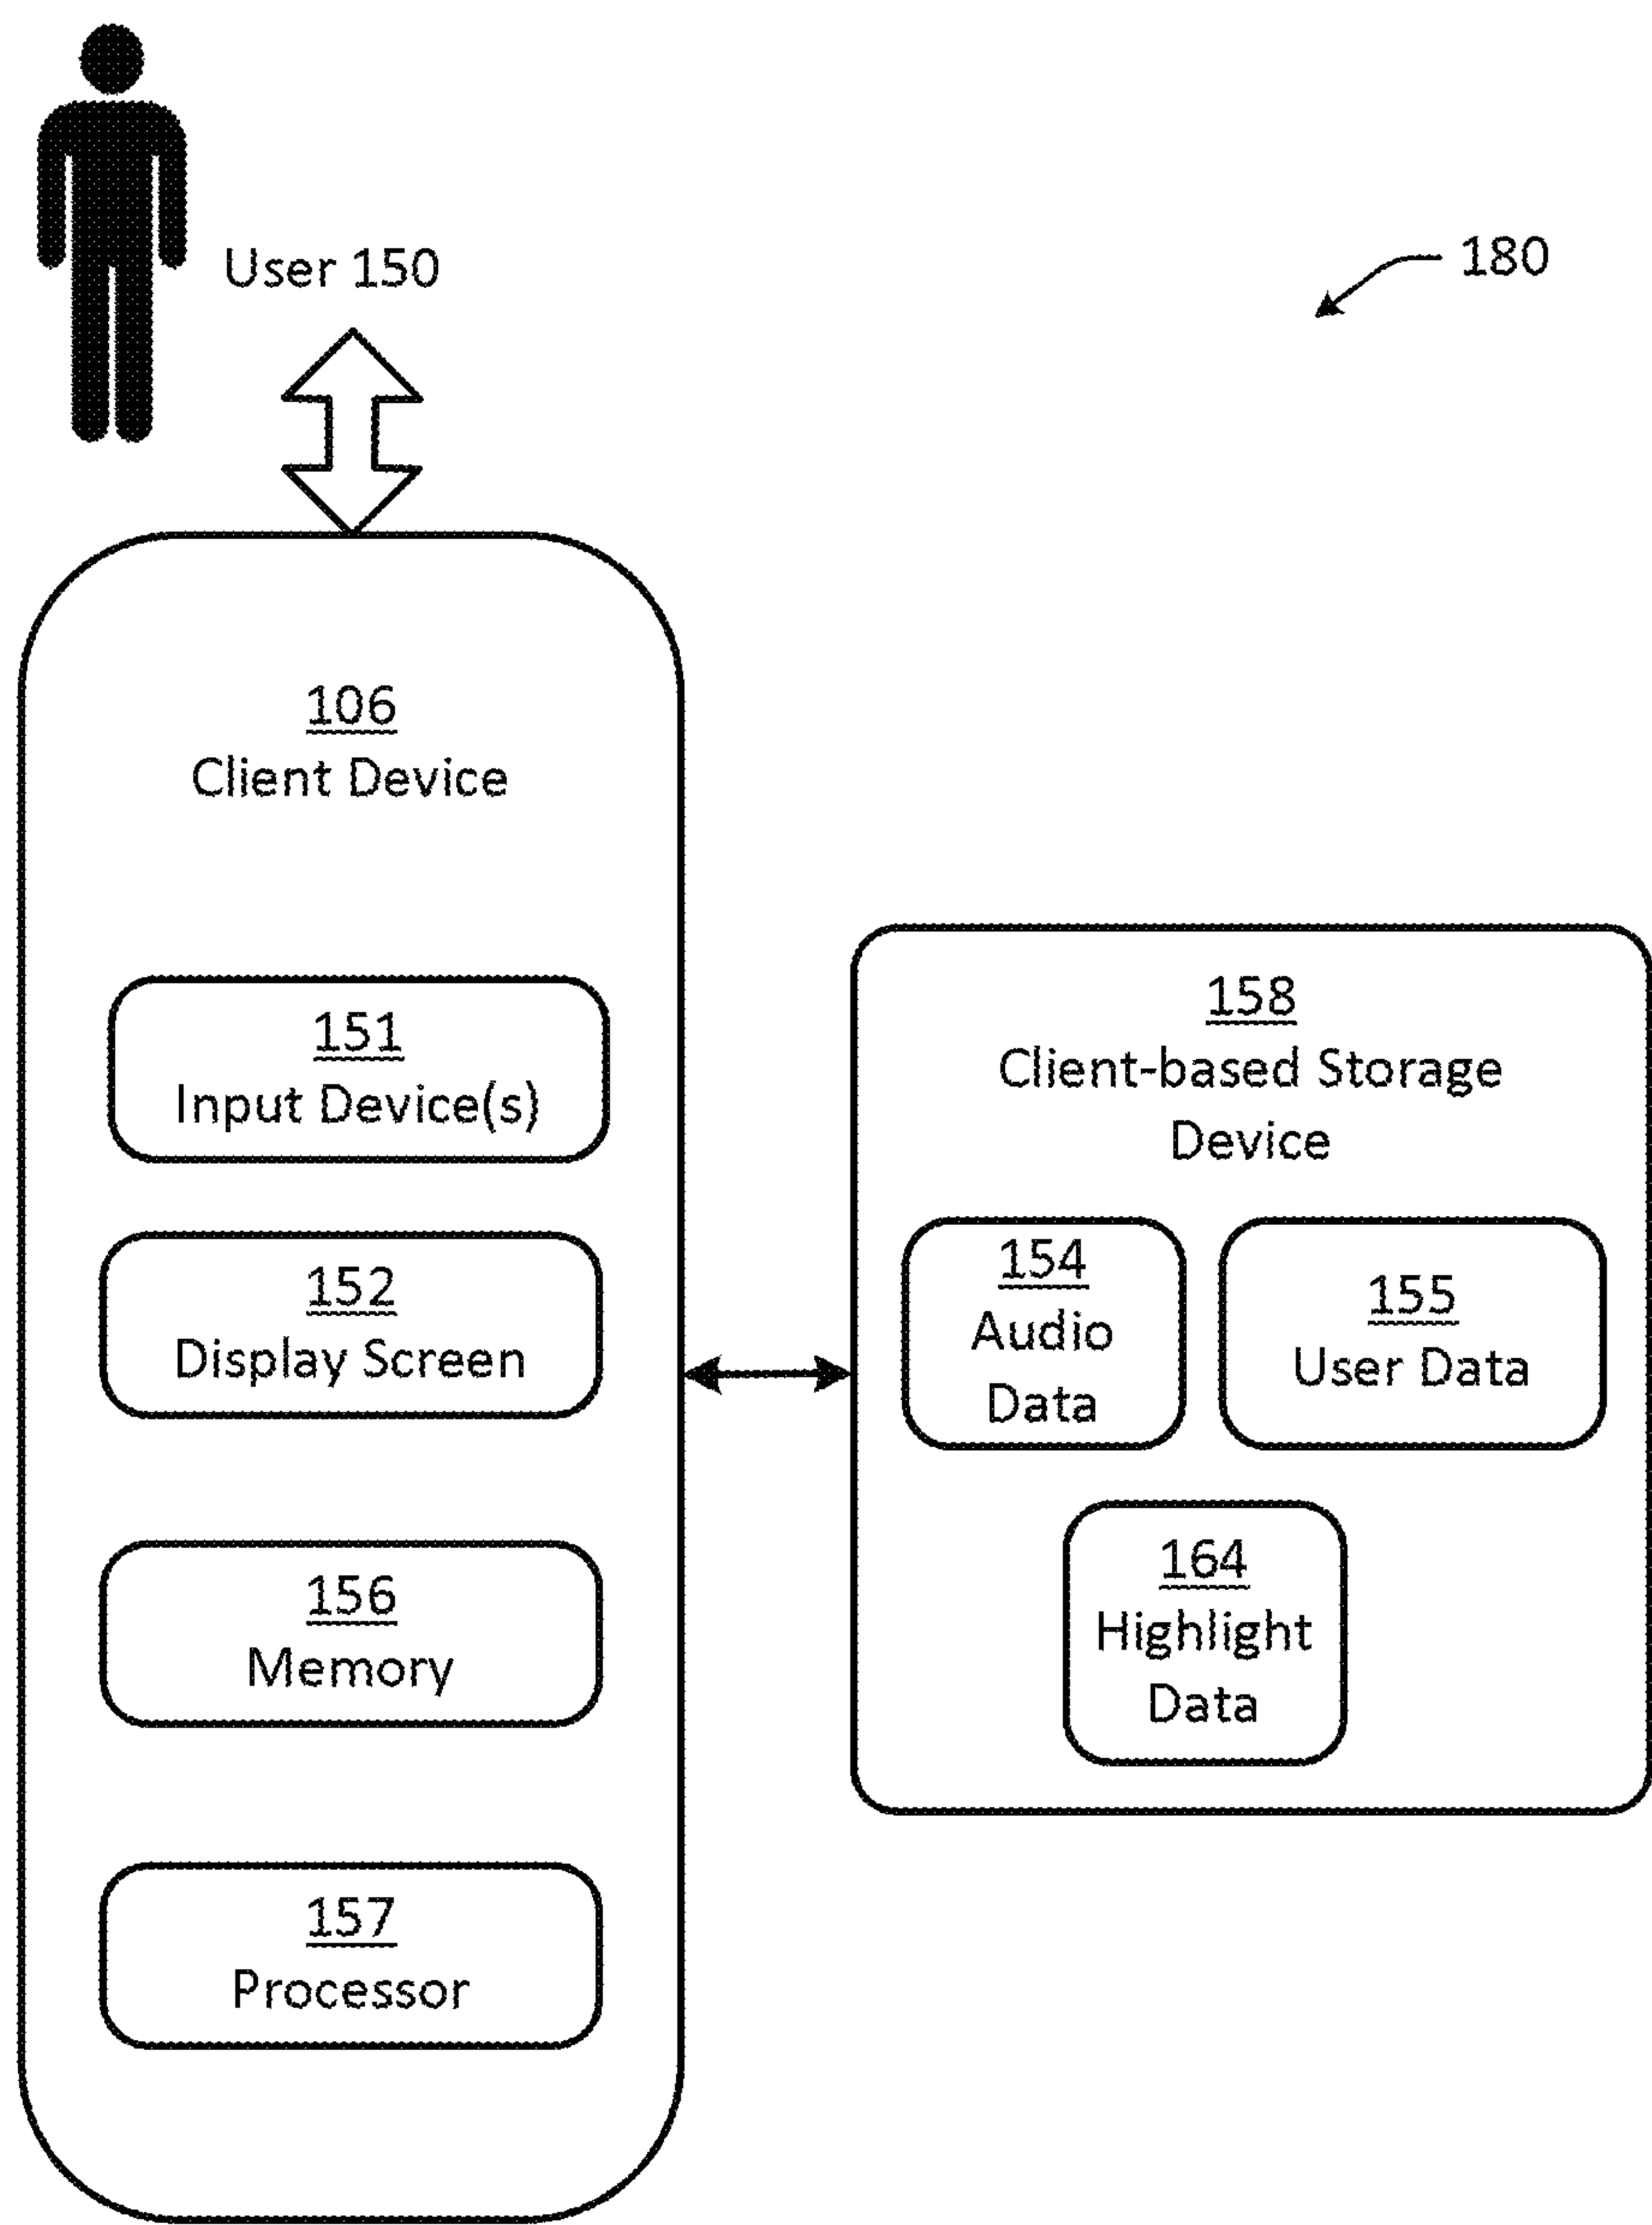 User 150
180
106
Client Device
151
Input Device(s)
152
Display Screen
156
Memory
157
Processor
158
Client-based Storage
Device
154
Audio
Data
155
User Data
164
Highlight
Data